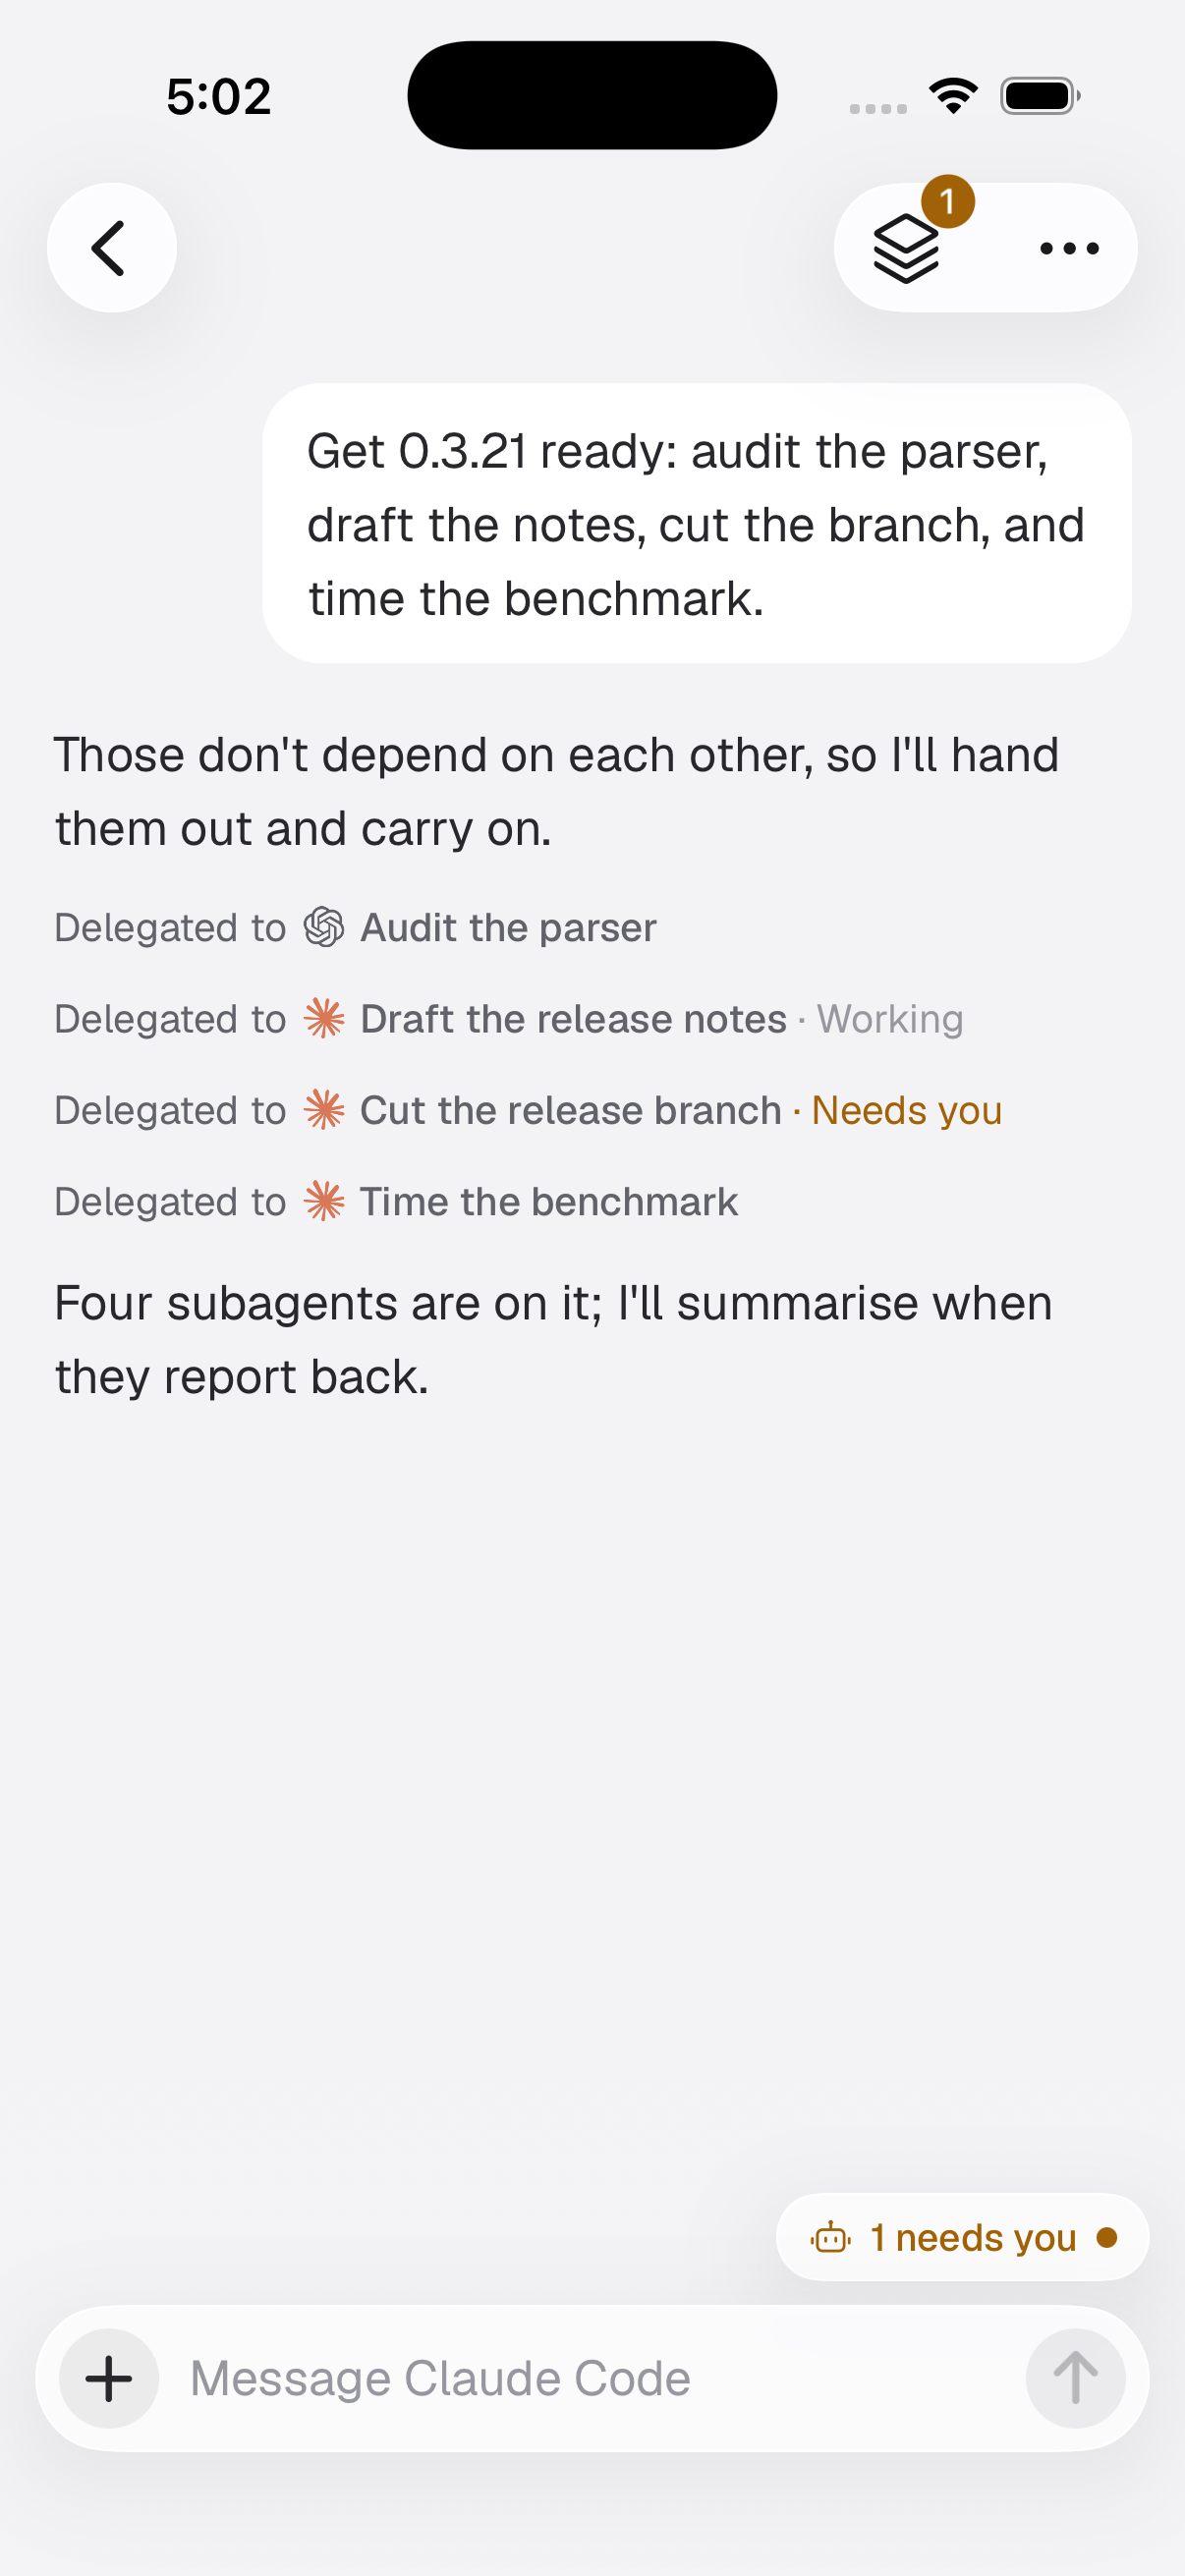 5:02
1
Get 0.3.21 ready: audit the parser,
draft the notes, cut the branch, and
time the benchmark.
Those don't depend on each other, so I'll hand
them out and carry on.
Delegated to Audit the parser
Delegated to Draft the release notes · Working
Delegated to Cut the release branch · Needs you
Delegated to Time the benchmark
Four subagents are on it; I'll summarise when
they report back.
1 needs you
Message Claude Code